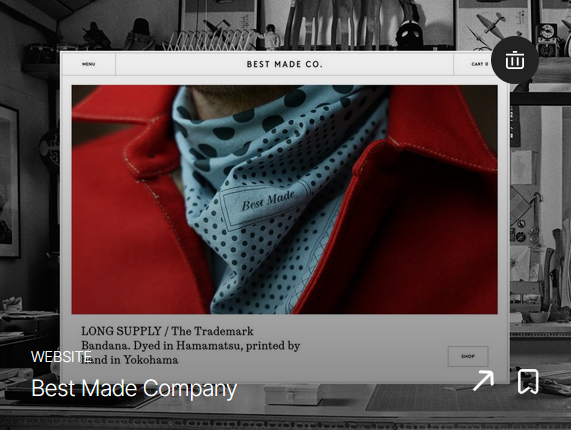 MENU
BEST MADE CO.
CART 0
Best Made
LONG SUPPLY / The Trademark
Bandana. Dyed in Hamamatsu, printed by
hand in Yokohama
SHOP
WEBSITE
Best Made Company